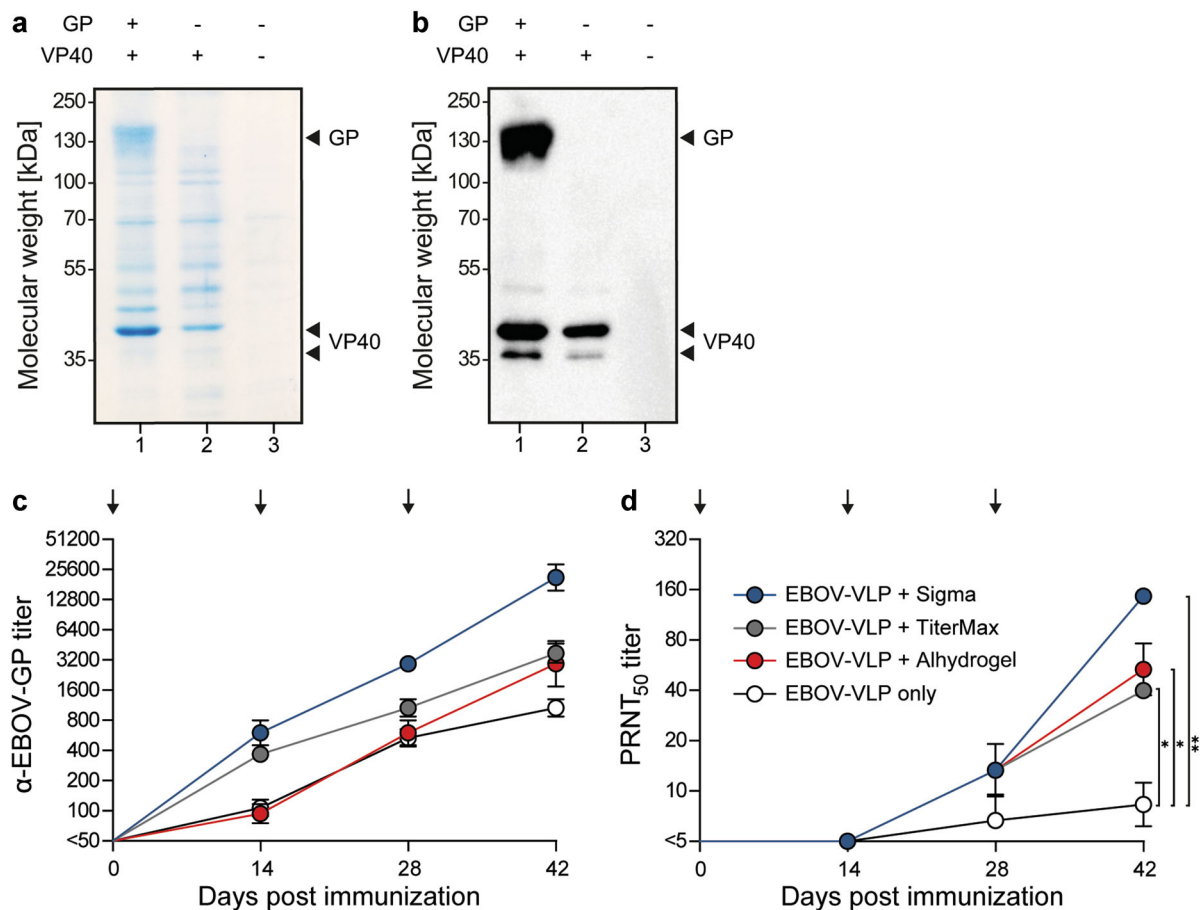 a
GP + - -
VP40 + + -
Molecular weight [kDa]
250
130
100
70
55
35
GP
VP40
1 2 3
b
GP + - -
VP40 + + -
Molecular weight [kDa]
250
130
100
70
55
35
GP
VP40
1 2 3
c
α-EBOV-GP titer
51200
25600
12800
6400
3200
1600
800
400
200
100
<50
0 14 28 42
Days post immunization
d
PRNT50 titer
320
160
80
40
20
10
<5
EBOV-VLP + Sigma
EBOV-VLP + TiterMax
EBOV-VLP + Alhydrogel
EBOV-VLP only
* * **
0 14 28 42
Days post immunization